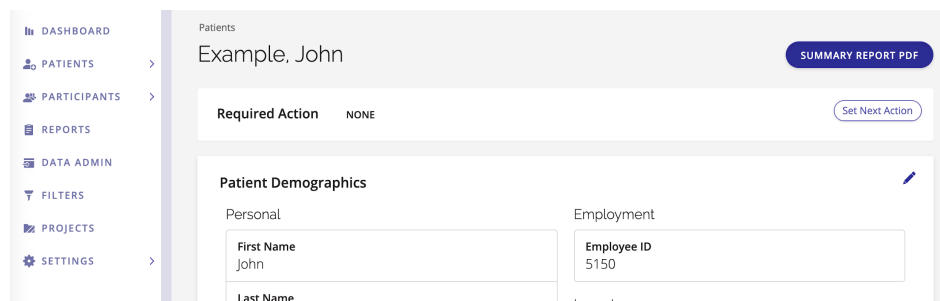 DASHBOARD
PATIENTS
PARTICIPANTS
REPORTS
DATA ADMIN
FILTERS
PROJECTS
SETTINGS
Patients
Example, John
SUMMARY REPORT PDF
Required Action NONE
Set Next Action
Patient Demographics
Personal
First Name
John
Last Name
Employment
Employee ID
5150